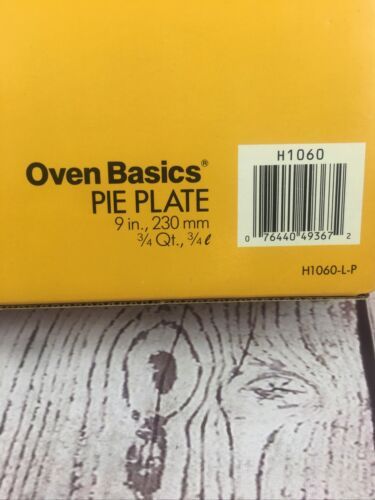 Oven Basics®
PIE PLATE
9 in., 230 mm
¾ Qt., ¾ ℓ
H1060
0 76440 49367 2
H1060-L-P